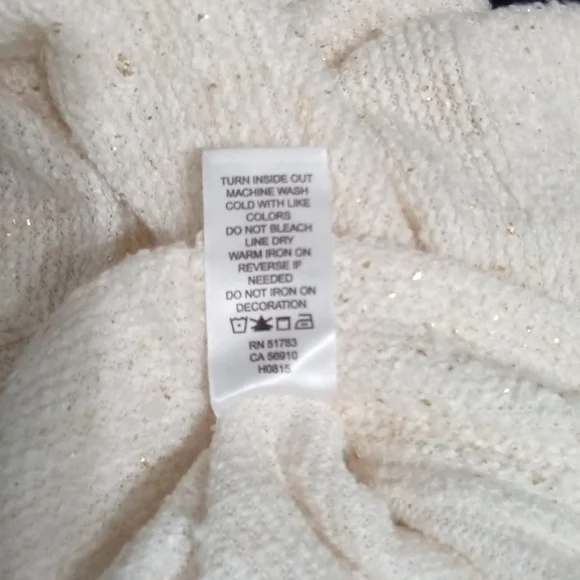 TURN INSIDE OUT
MACHINE WASH
COLD WITH LIKE
COLORS
DO NOT BLEACH
LINE DRY
WARM IRON ON
REVERSE IF
NEEDED
DO NOT IRON ON
DECORATION
RN 51783
CA 56910
H0815